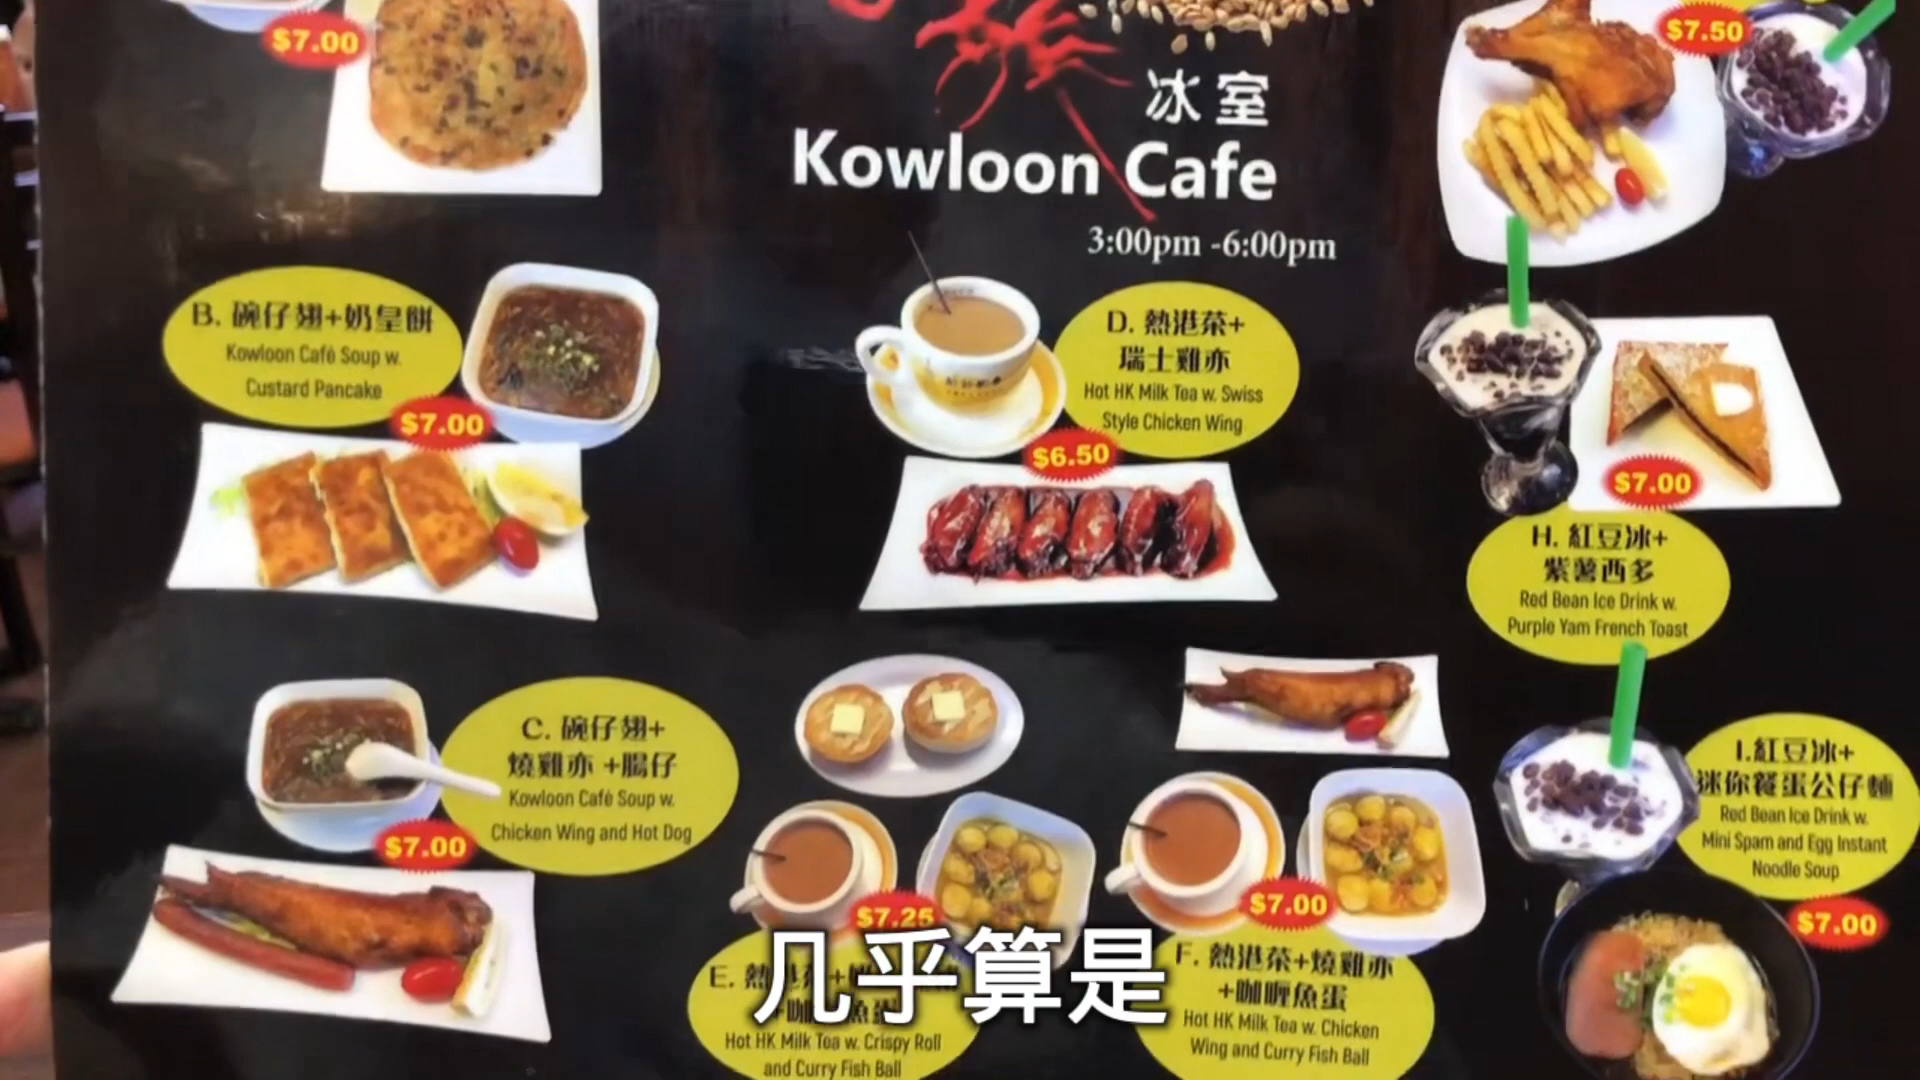 $7.00
冰室
Kowloon Cafe
3:00pm -6:00pm
$7.50
B. 碗仔翅+奶皇餅
Kowloon Café Soup w.
Custard Pancake
$7.00
D. 熱港茶+
瑞士雞亦
Hot HK Milk Tea w. Swiss
Style Chicken Wing
$6.50
$7.00
H. 紅豆冰+
紫薯西多
Red Bean Ice Drink w.
Purple Yam French Toast
C. 碗仔翅+
燒雞亦+腸仔
Kowloon Café Soup w.
Chicken Wing and Hot Dog
$7.00
$7.25
E. 熱港茶+
咖喱魚蛋
Hot HK Milk Tea w. Crispy Roll
and Curry Fish Ball
$7.00
F. 熱港茶+燒雞亦
+咖喱魚蛋
Hot HK Milk Tea w. Chicken
Wing and Curry Fish Ball
I.紅豆冰+
迷你餐蛋公仔麵
Red Bean Ice Drink w.
Mini Spam and Egg Instant
Noodle Soup
$7.00
几乎算是